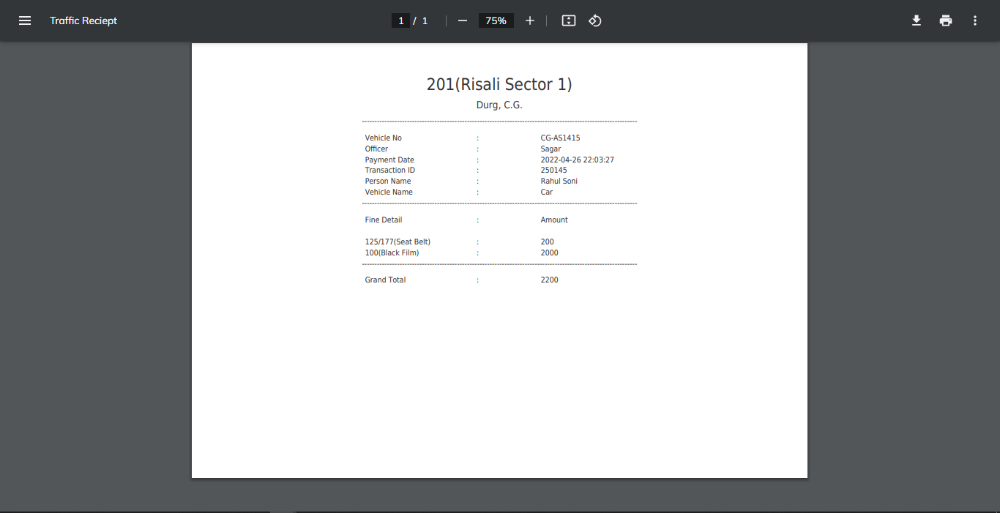 Traffic Reciept 1 / 1 75%
201(Risali Sector 1)
Durg, C.G.
Vehicle No : CG-AS1415
Officer : Sagar
Payment Date : 2022-04-26 22:03:27
Transaction ID : 250145
Person Name : Rahul Soni
Vehicle Name : Car
Fine Detail : Amount
125/177(Seat Belt) : 200
100(Black Film) : 2000
Grand Total : 2200